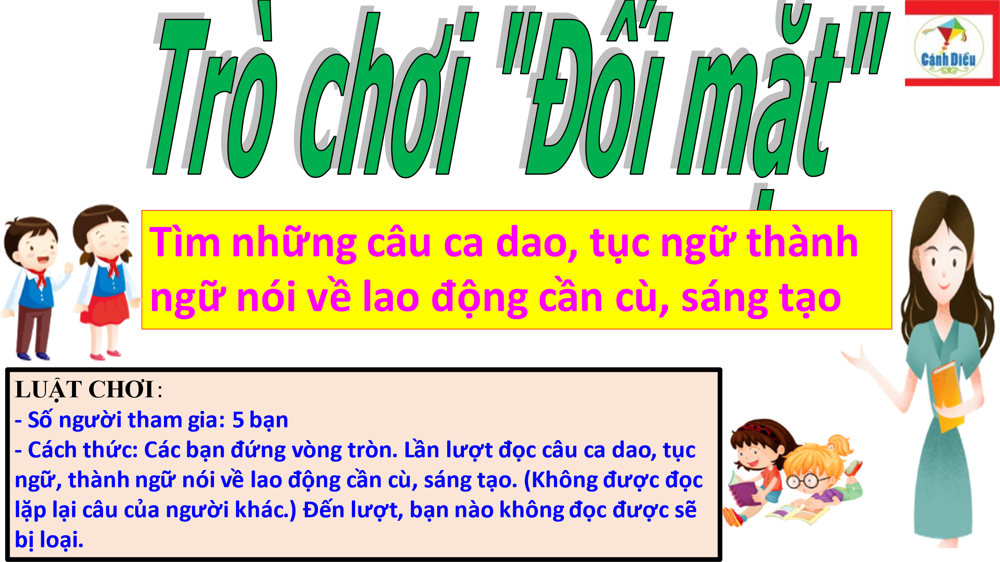 Trò chơi "Đối mặt"
Cánh Diều
Tìm những câu ca dao, tục ngữ thành
ngữ nói về lao động cần cù, sáng tạo
LUẬT CHƠI :
- Số người tham gia: 5 bạn
- Cách thức: Các bạn đứng vòng tròn. Lần lượt đọc câu ca dao, tục
ngữ, thành ngữ nói về lao động cần cù, sáng tạo. (Không được đọc
lặp lại câu của người khác.) Đến lượt, bạn nào không đọc được sẽ
bị loại.